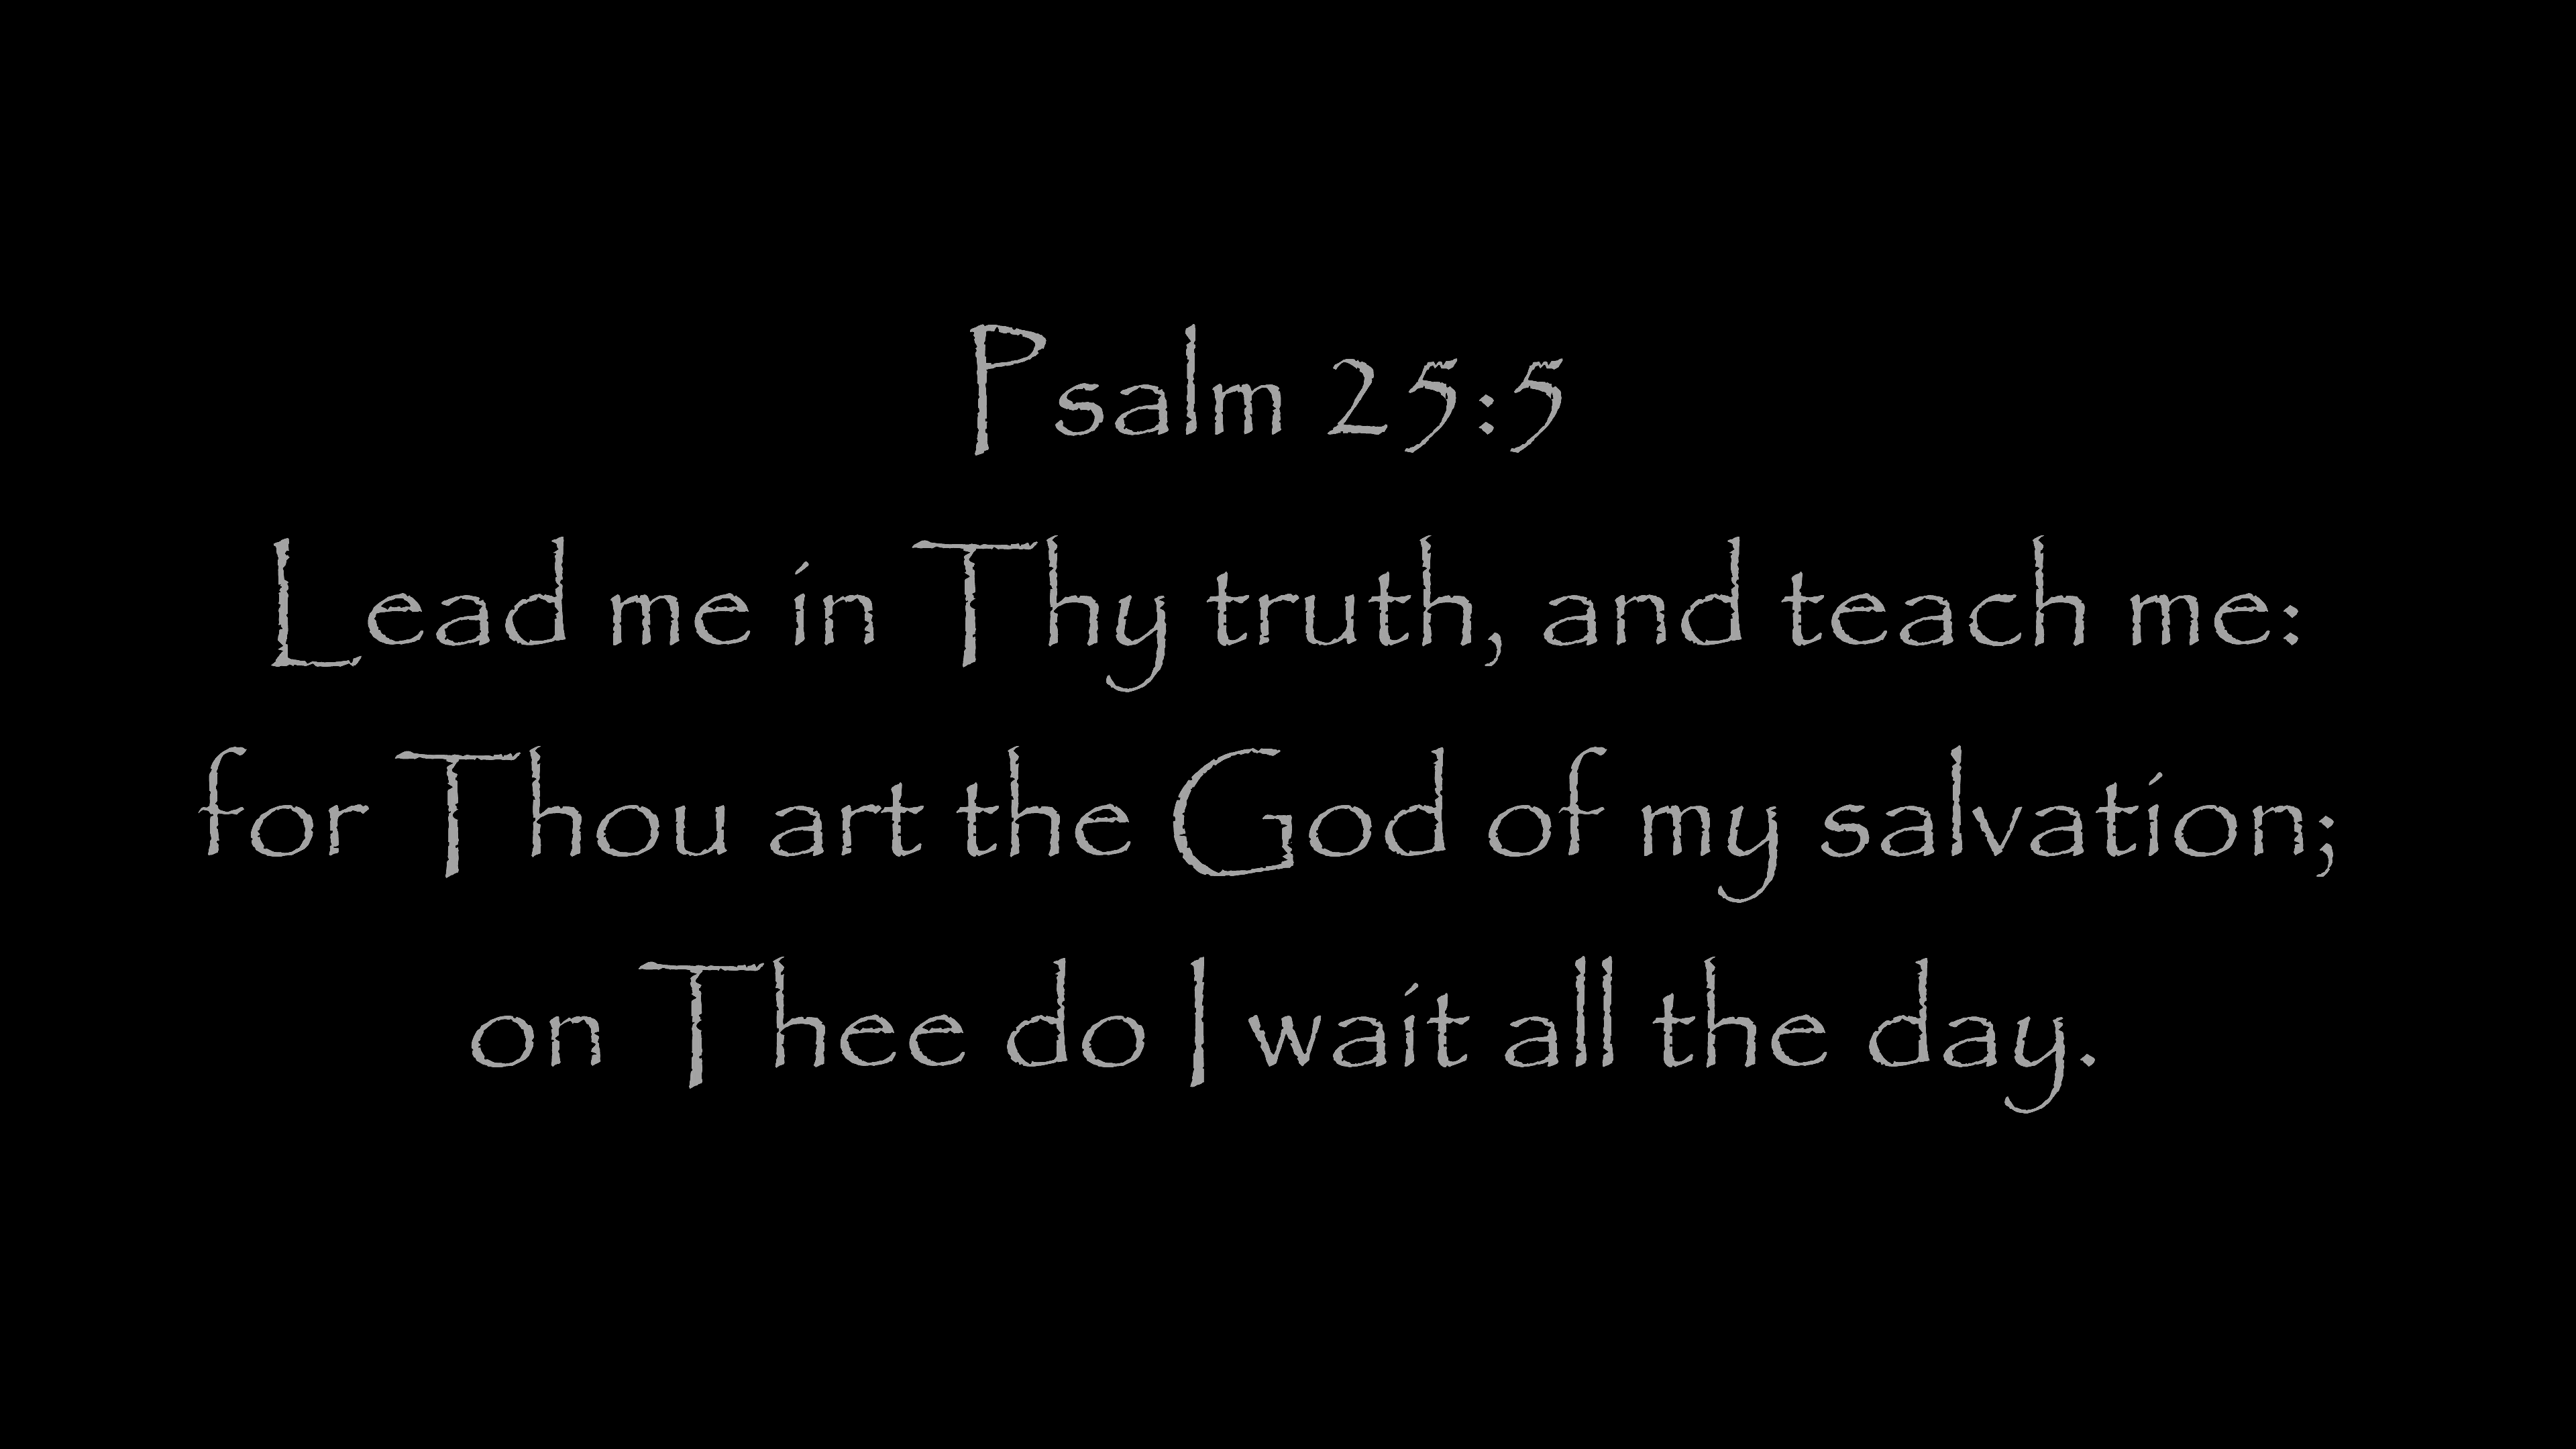 Psalm 25:5
Lead me in Thy truth, and teach me:
for Thou art the God of my salvation;
on Thee do I wait all the day.